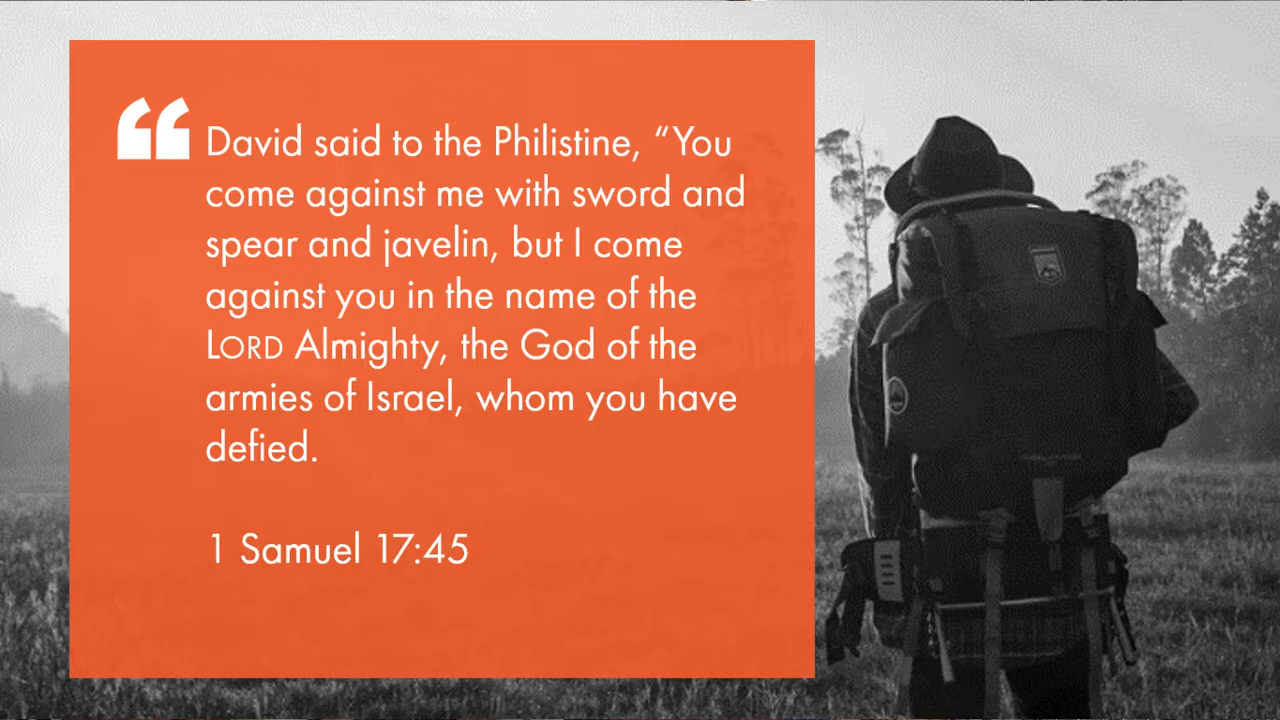 “ David said to the Philistine, “You
come against me with sword and
spear and javelin, but I come
against you in the name of the
LORD Almighty, the God of the
armies of Israel, whom you have
defied.
1 Samuel 17:45